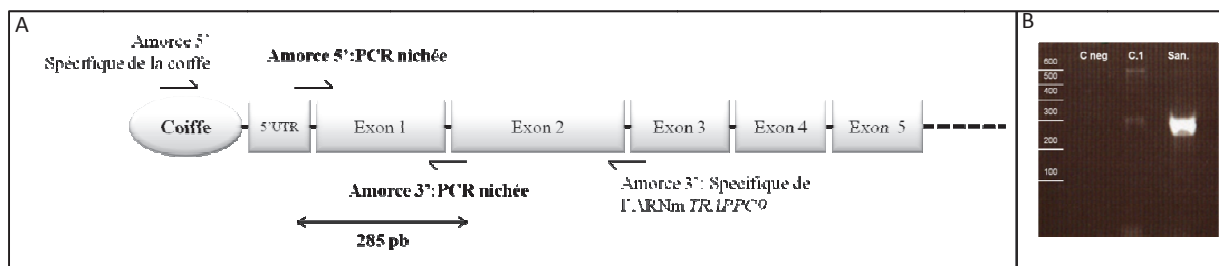 A
Amorce 5'
Spécifique de la coiffe
Amorce 5':PCR nichée
Coiffe
5'UTR
Exon 1
Exon 2
Exon 3
Exon 4
Exon 5
Amorce 3':PCR nichée
Amorce 3': Spécifique de
l'ARNm TRAPPC9
285 pb
B
C neg
C.1
San.
600
500
400
300
200
100